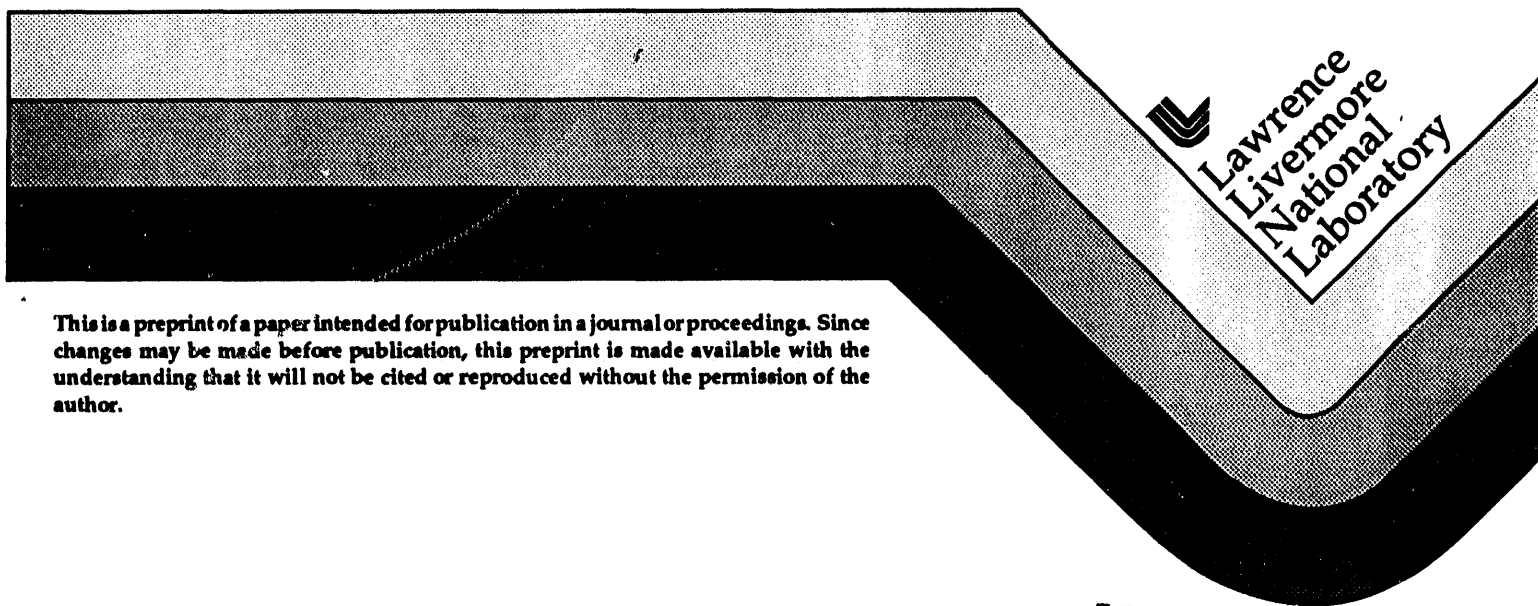 Lawrence
Livermore
National
Laboratory
This is a preprint of a paper intended for publication in a journal or proceedings. Since
changes may be made before publication, this preprint is made available with the
understanding that it will not be cited or reproduced without the permission of the
author.